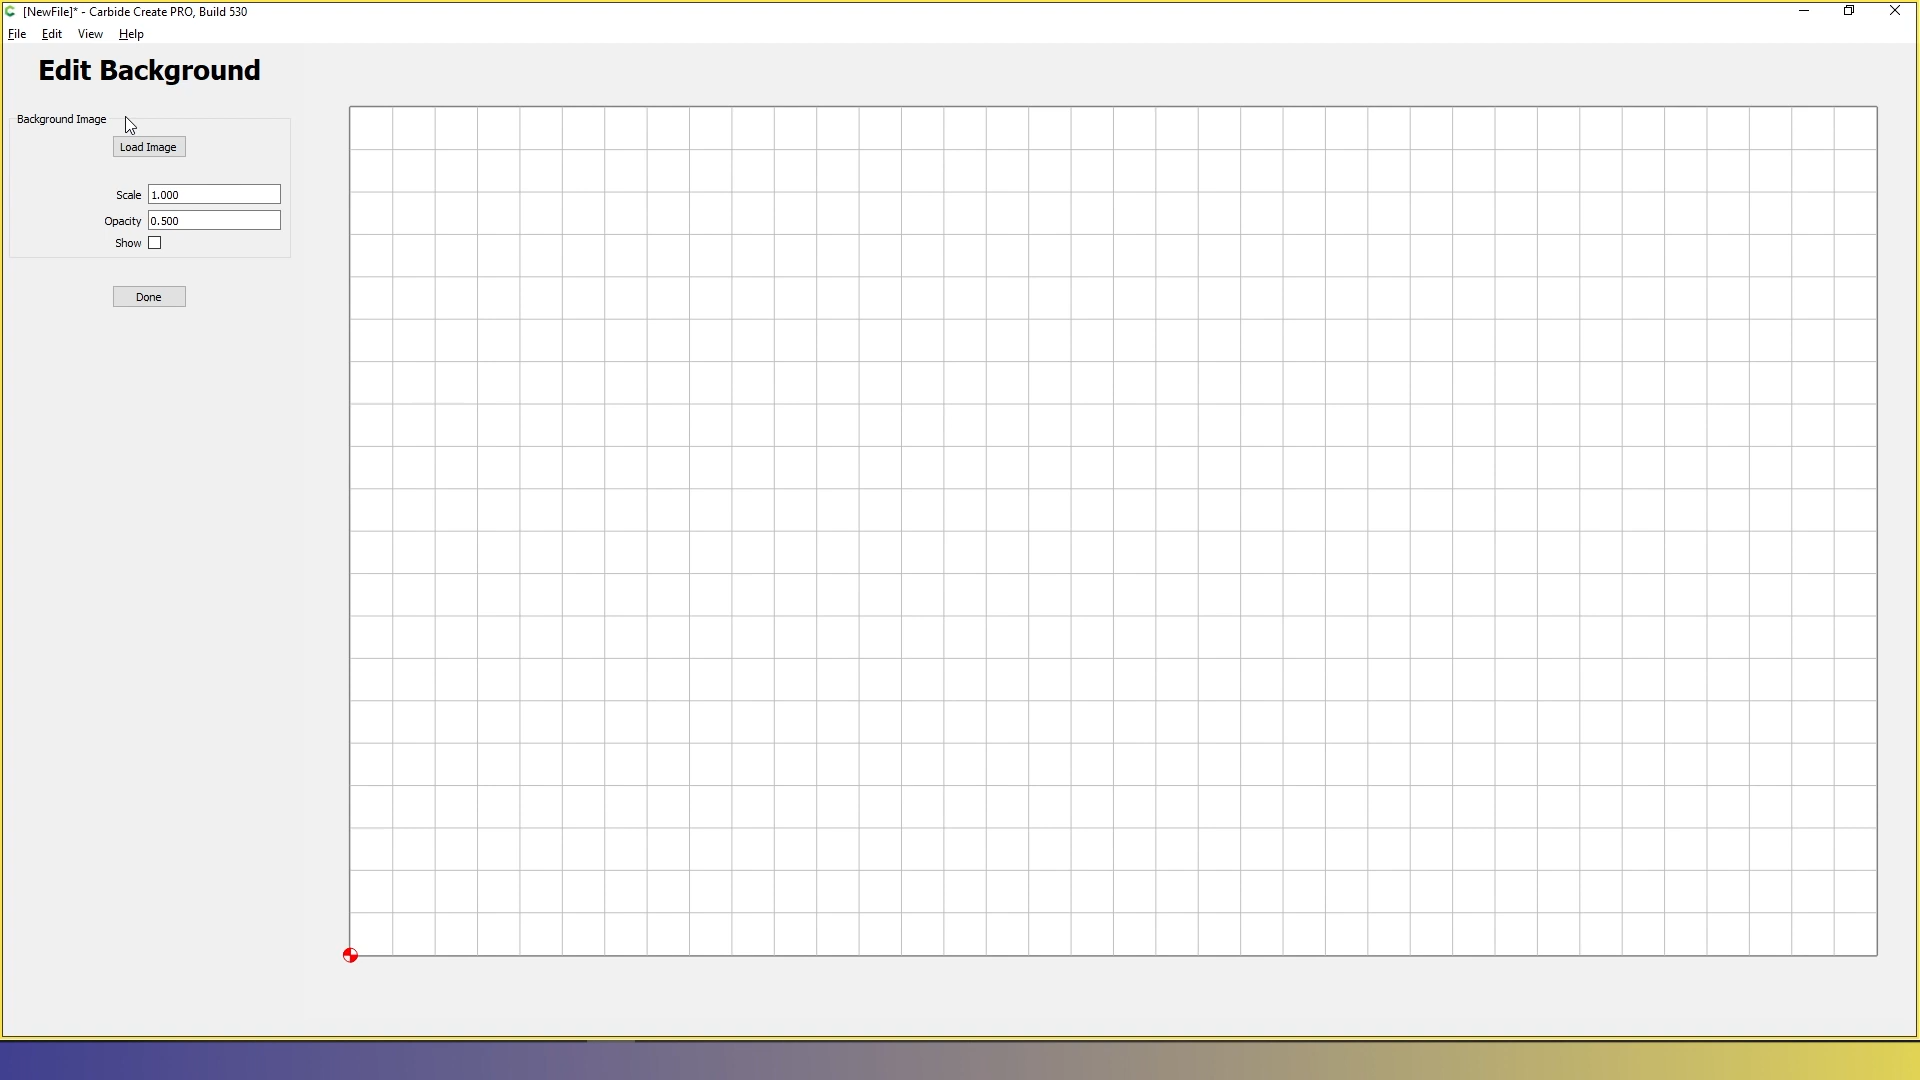 [NewFile]* - Carbide Create PRO, Build 530
File Edit View Help
Edit Background
Background Image
Load Image
Scale 1.000
Opacity 0.500
Show
Done